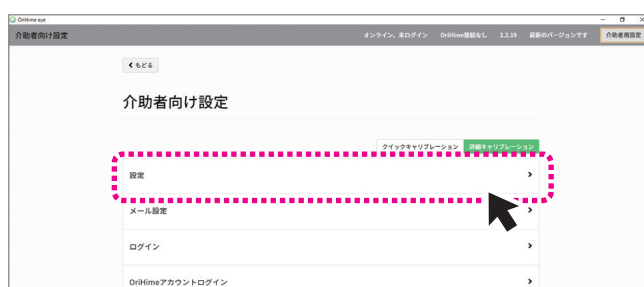 OriHime eye
介助者向け設定
オンライン、未ログイン OriHime接続なし 2.2.19 最新のバージョンです 介助者用設定
もどる
介助者向け設定
クイックキャリブレーション 詳細キャリブレーション
設定
メール設定
ログイン
OriHimeアカウントログイン